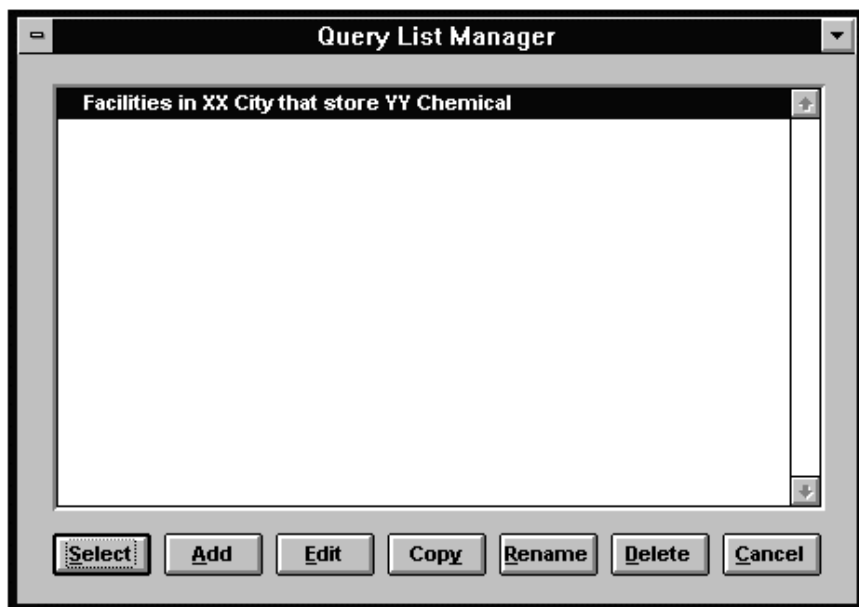 Query List Manager
Facilities in XX City that store YY Chemical
Select Add Edit Copy Rename Delete Cancel